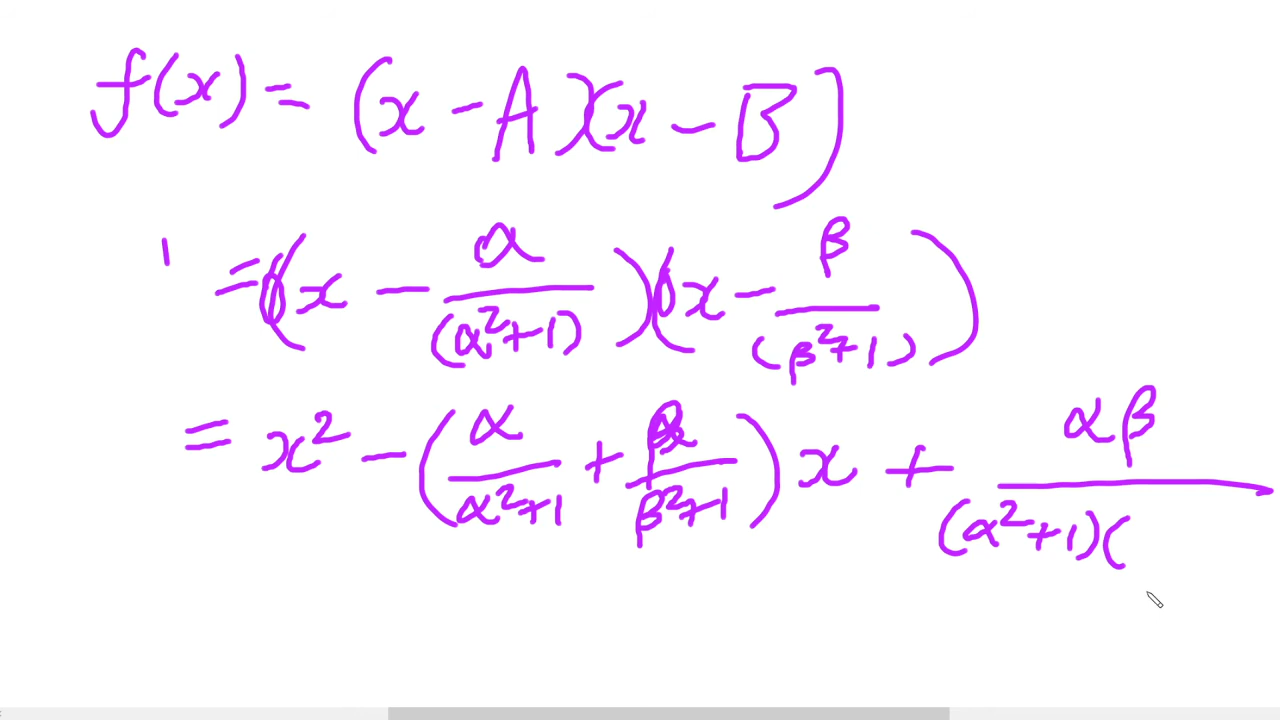 f(x) = (x - A)(x - B)
= (x - α/(α²+1))(x - β/(β²+1))
= x² - (α/α²+1 + β/β²+1)x + αβ/(α²+1)(